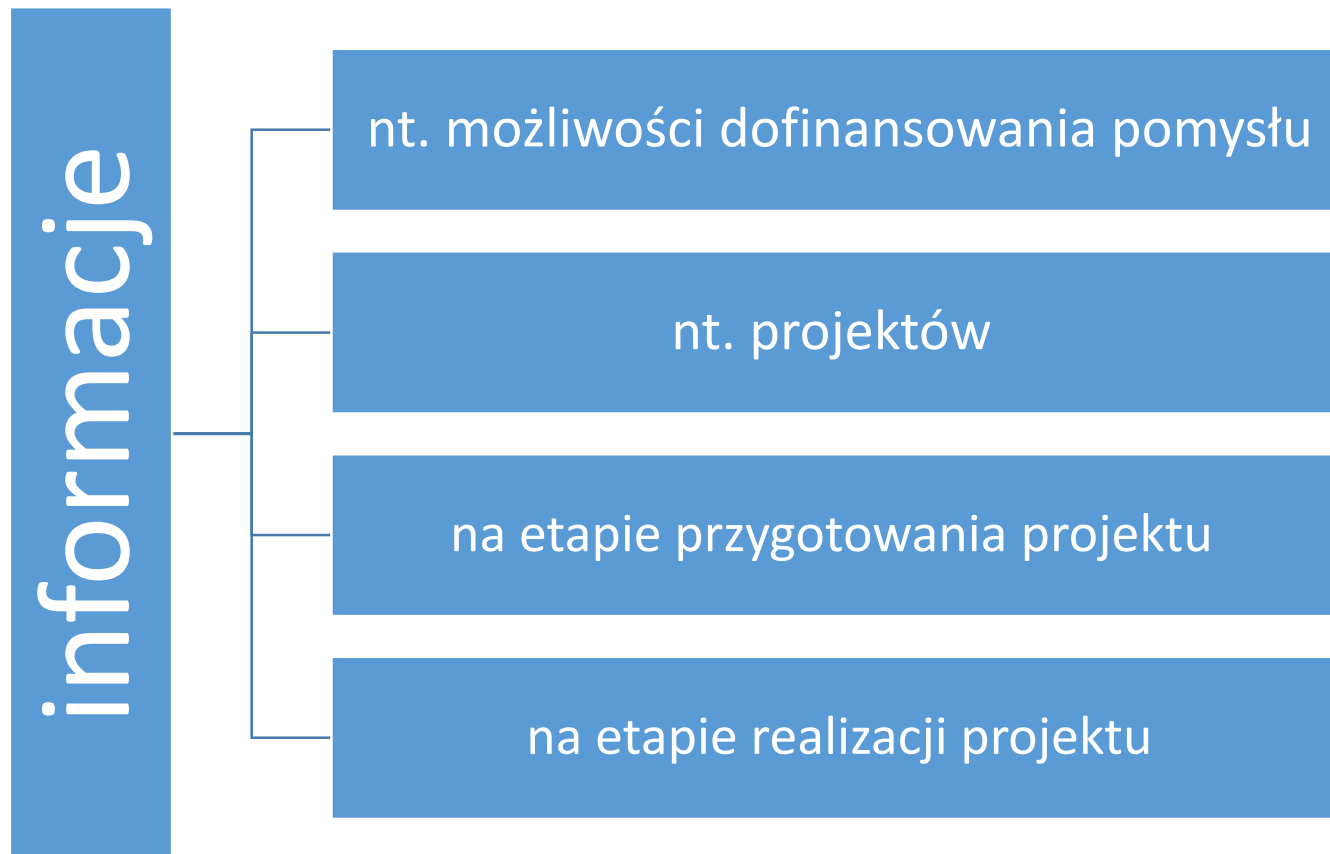 informacje
nt. możliwości dofinansowania pomysłu
nt. projektów
na etapie przygotowania projektu
na etapie realizacji projektu